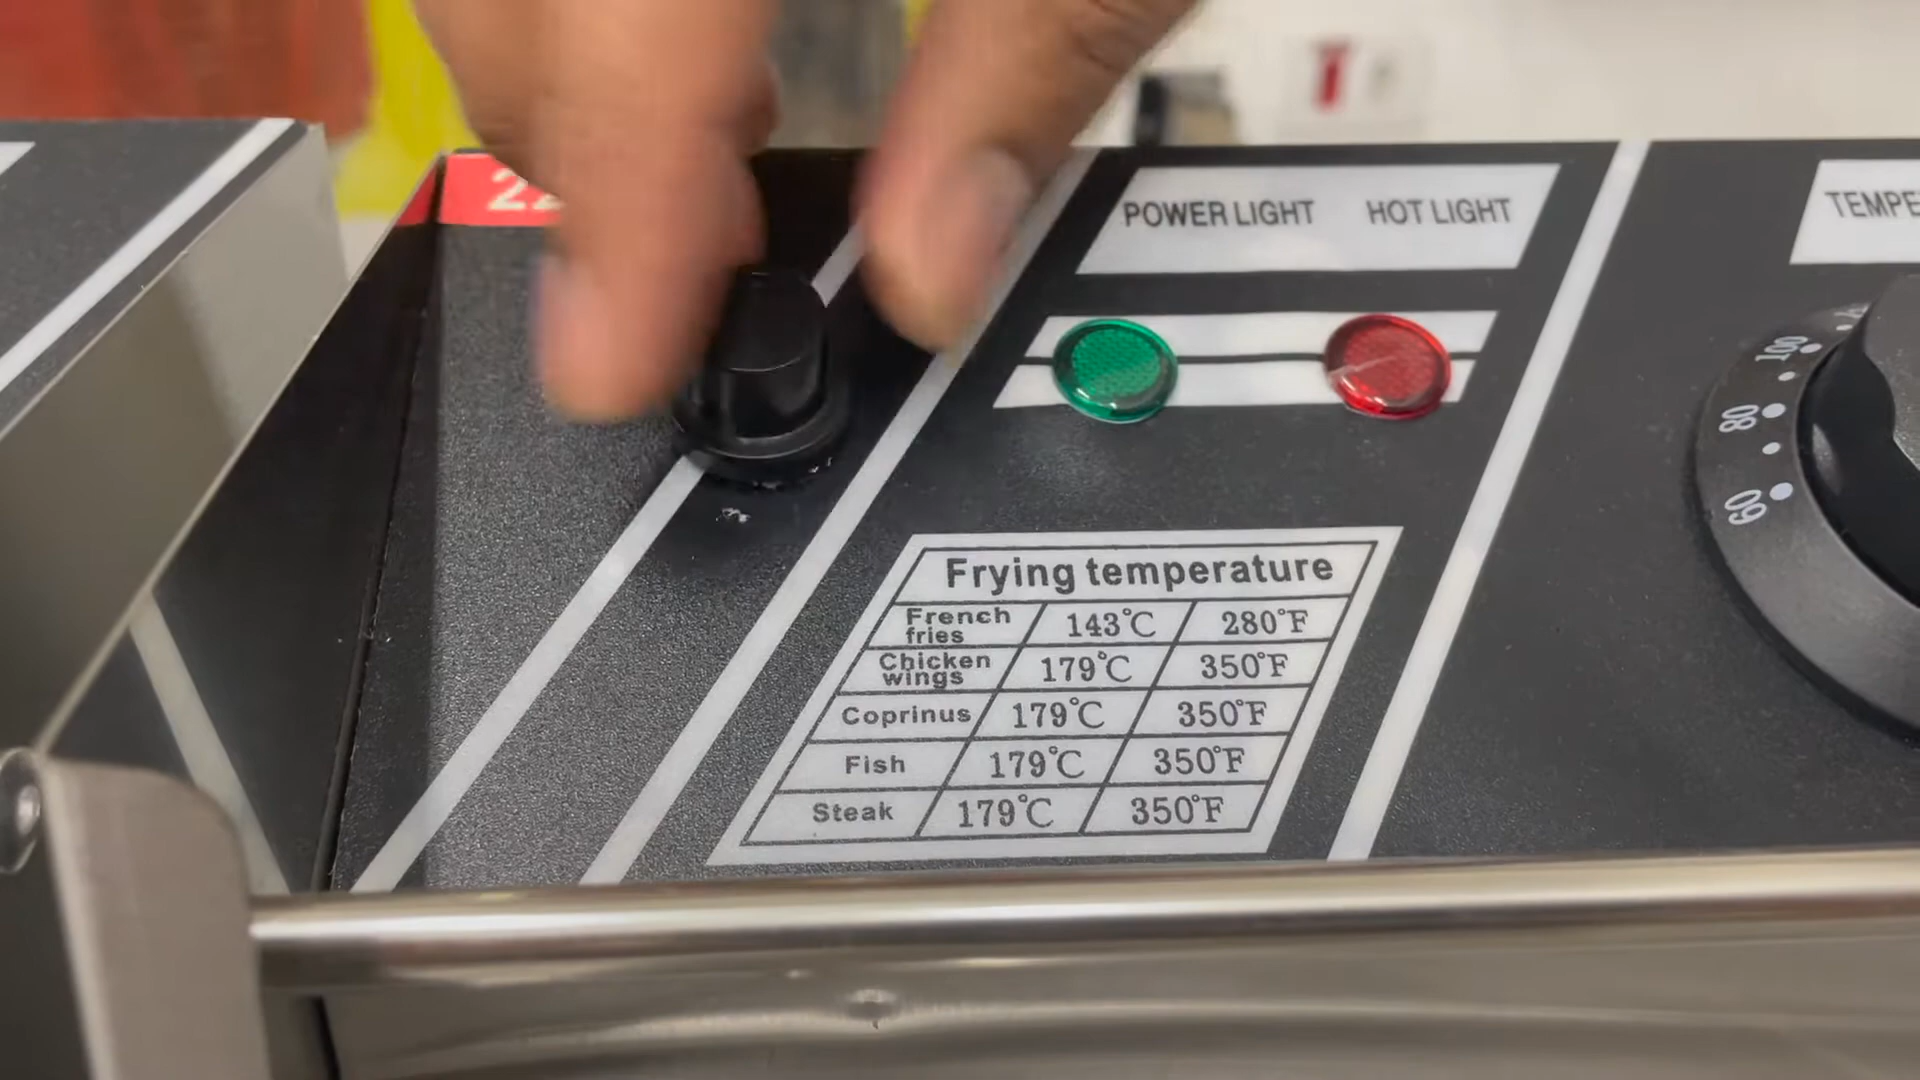 POWER LIGHT HOT LIGHT
100
80
60
Frying temperature
French fries 143°C 280°F
Chicken wings 179°C 350°F
Coprinus 179°C 350°F
Fish 179°C 350°F
Steak 179°C 350°F